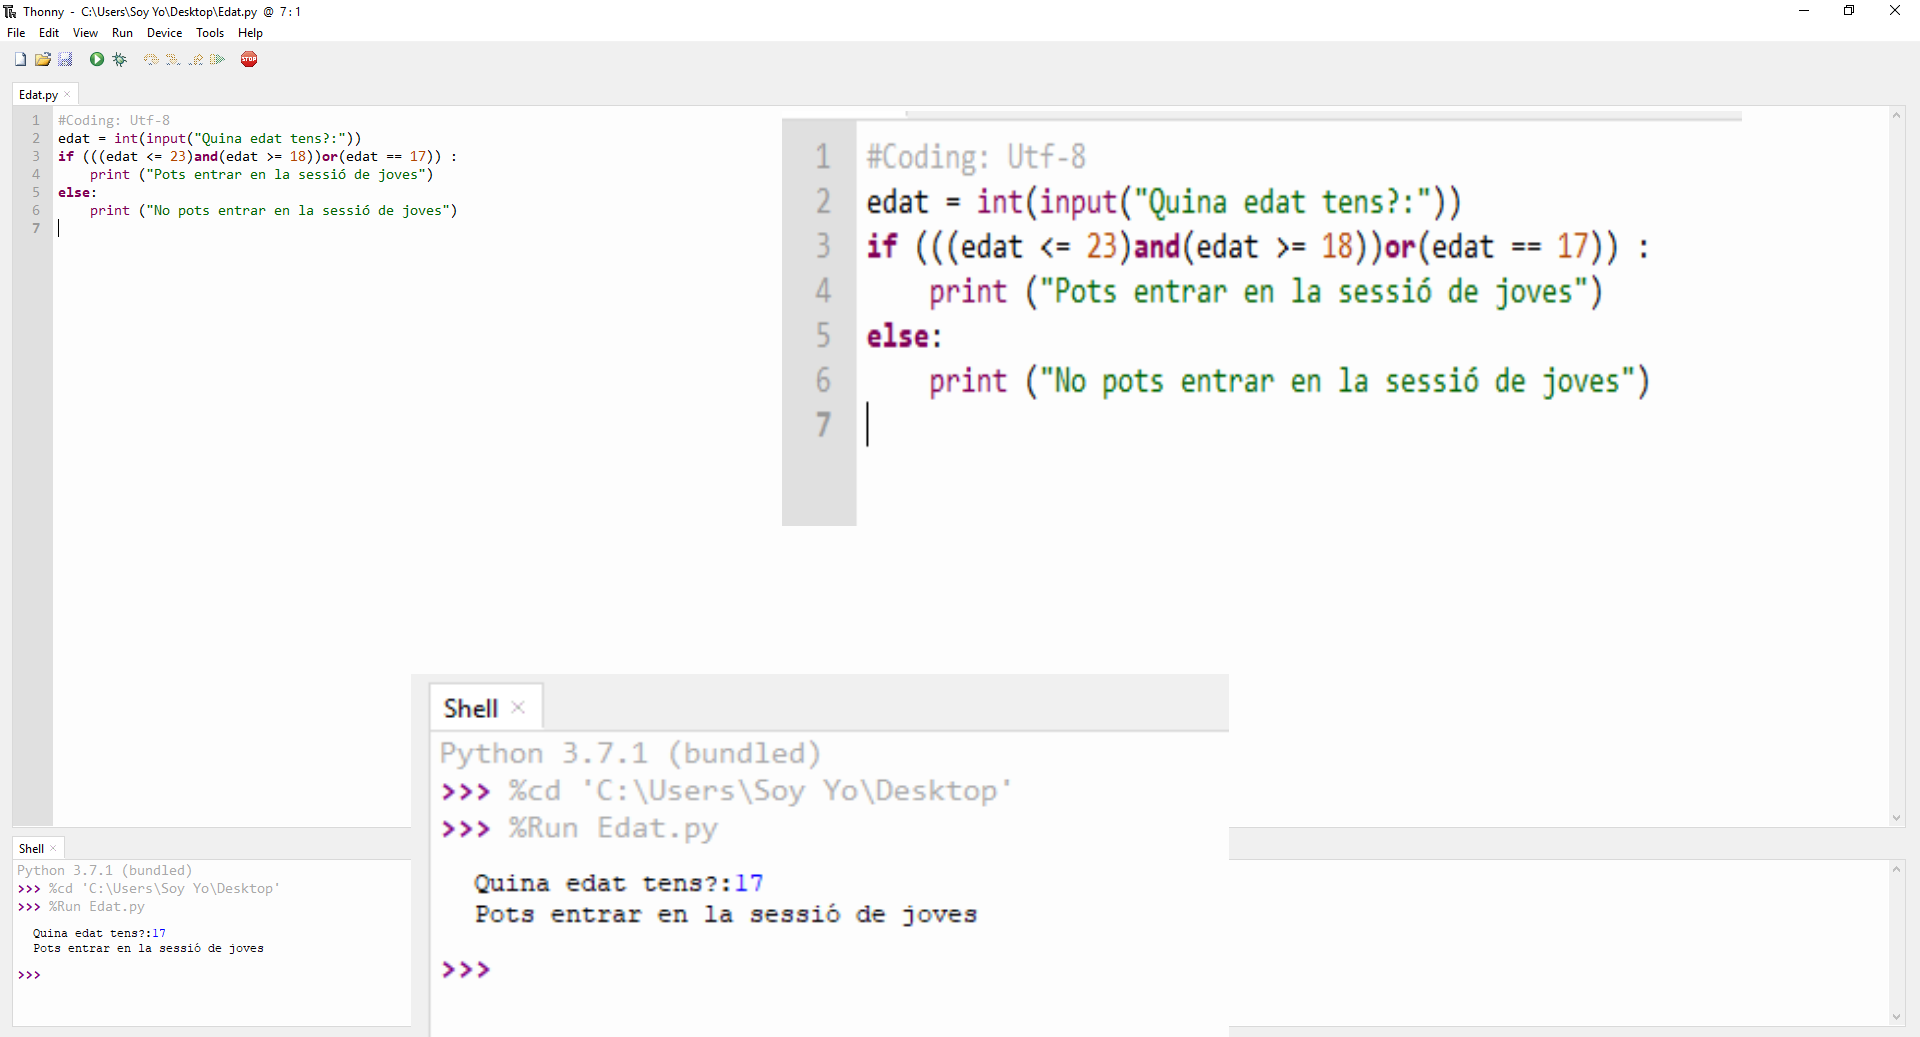 Thonny - C:\Users\Soy Yo\Desktop\Edat.py @ 7:1
File Edit View Run Device Tools Help
STOP
Edat.py
1 #Coding: Utf-8
2 edat = int(input("Quina edat tens?:"))
3 if (((edat <= 23)and(edat >= 18))or(edat == 17)) :
4     print ("Pots entrar en la sessió de joves")
5 else:
6     print ("No pots entrar en la sessió de joves")
7
1 #Coding: Utf-8
2 edat = int(input("Quina edat tens?:"))
3 if (((edat <= 23)and(edat >= 18))or(edat == 17)) :
4     print ("Pots entrar en la sessió de joves")
5 else:
6     print ("No pots entrar en la sessió de joves")
7
Shell
Python 3.7.1 (bundled)
>>> %cd 'C:\Users\Soy Yo\Desktop'
>>> %Run Edat.py
Quina edat tens?:17
Pots entrar en la sessió de joves
>>>
Shell
Python 3.7.1 (bundled)
>>> %cd 'C:\Users\Soy Yo\Desktop'
>>> %Run Edat.py
Quina edat tens?:17
Pots entrar en la sessió de joves
>>>